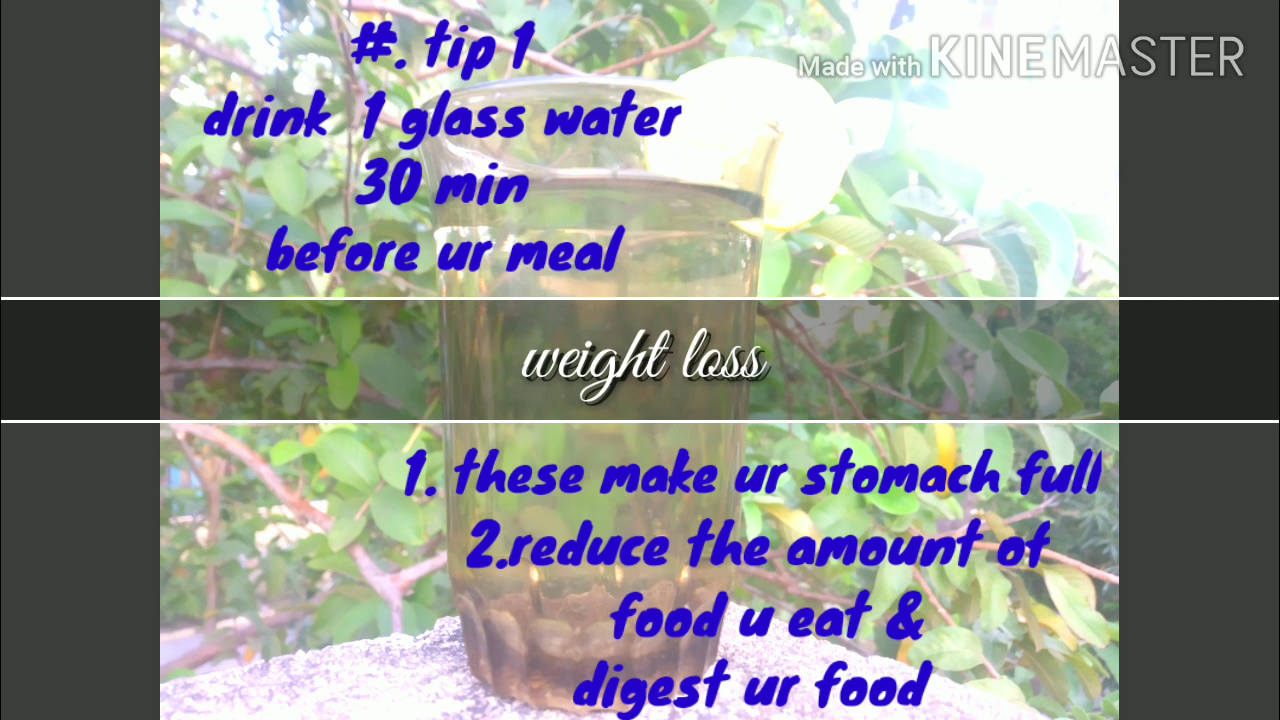 #. tip 1
Made with KINEMASTER
drink 1 glass water
30 min
before ur meal
weight loss
1. these make ur stomach full
2.reduce the amount of
food u eat &
digest ur food